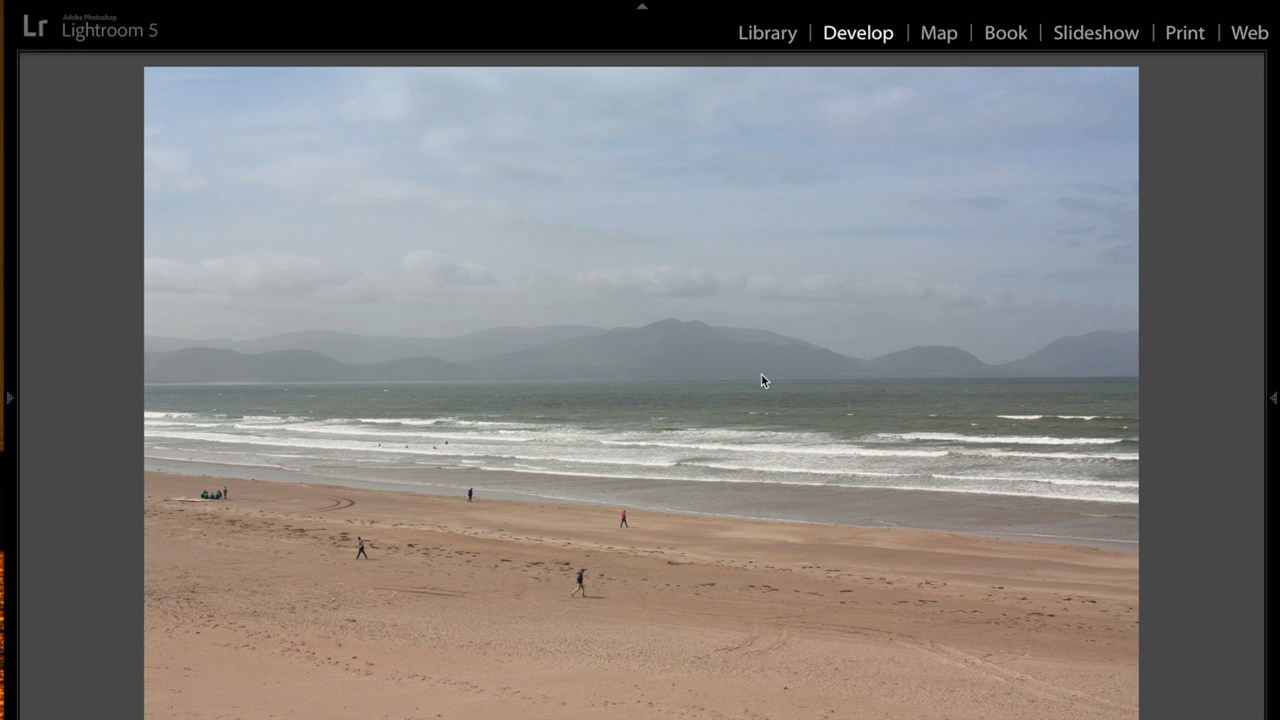 Lr
Adobe Photoshop
Lightroom 5
Library | Develop | Map | Book | Slideshow | Print | Web